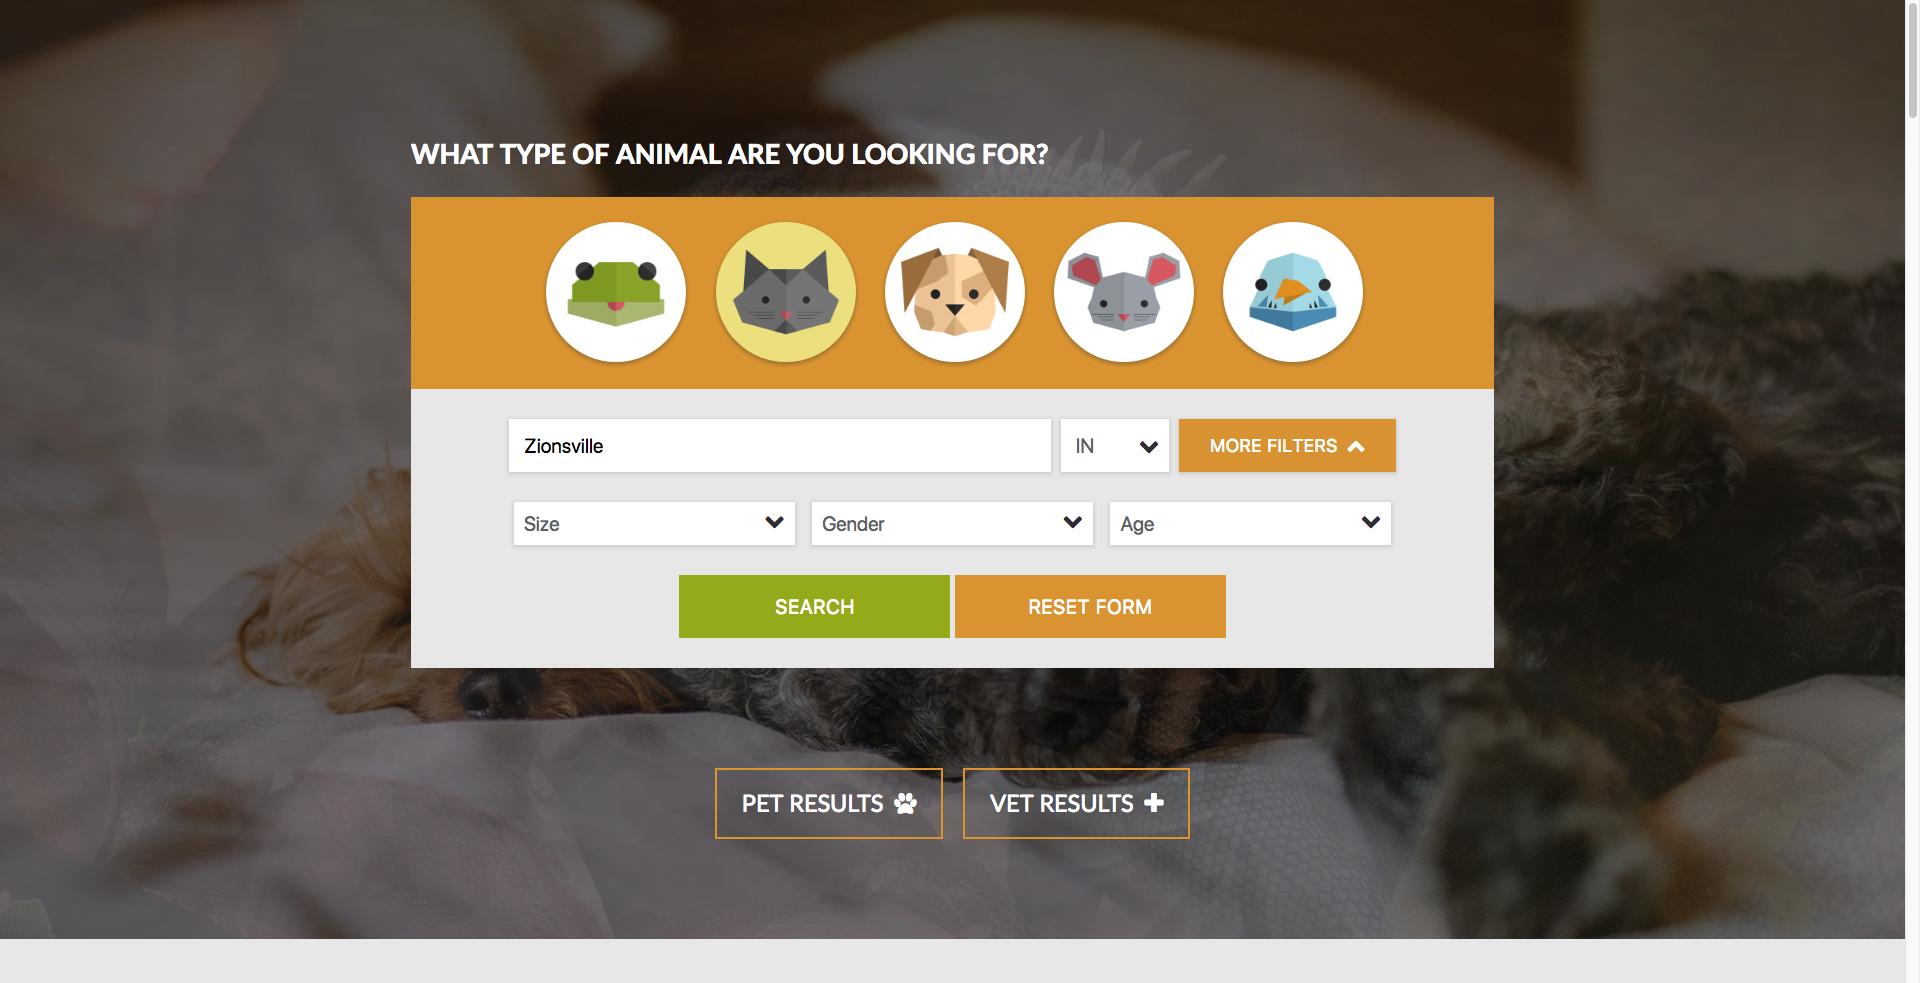 WHAT TYPE OF ANIMAL ARE YOU LOOKING FOR?
Zionsville
IN
MORE FILTERS
Size
Gender
Age
SEARCH
RESET FORM
PET RESULTS
VET RESULTS